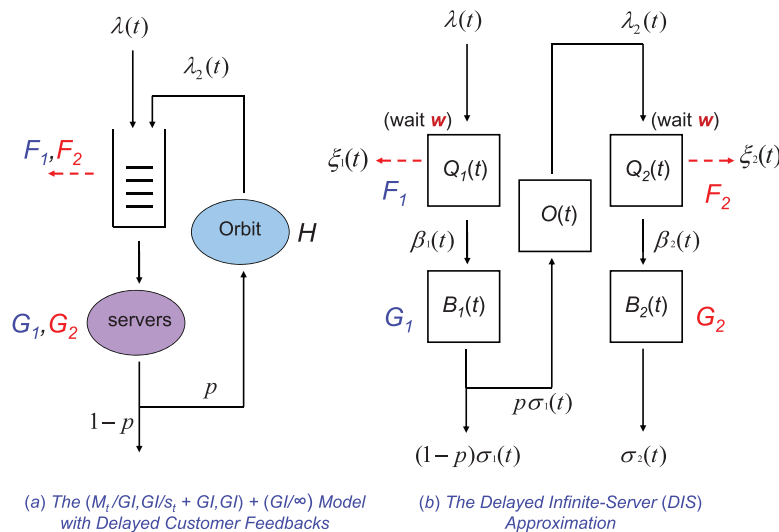 λ(t)
λ₂(t)
F₁,F₂
Orbit
H
G₁,G₂
servers
p
1−p
(a) The (Mₜ/GI,GI/sₜ + GI,GI) + (GI/∞) Model
with Delayed Customer Feedbacks
λ(t)
λ₂(t)
(wait w)
(wait w)
ξ₁(t)
Q₁(t)
Q₂(t)
ξ₂(t)
F₁
O(t)
F₂
β₁(t)
β₂(t)
G₁
B₁(t)
B₂(t)
G₂
pσ₁(t)
(1−p)σ₁(t)
σ₂(t)
(b) The Delayed Infinite-Server (DIS)
Approximation